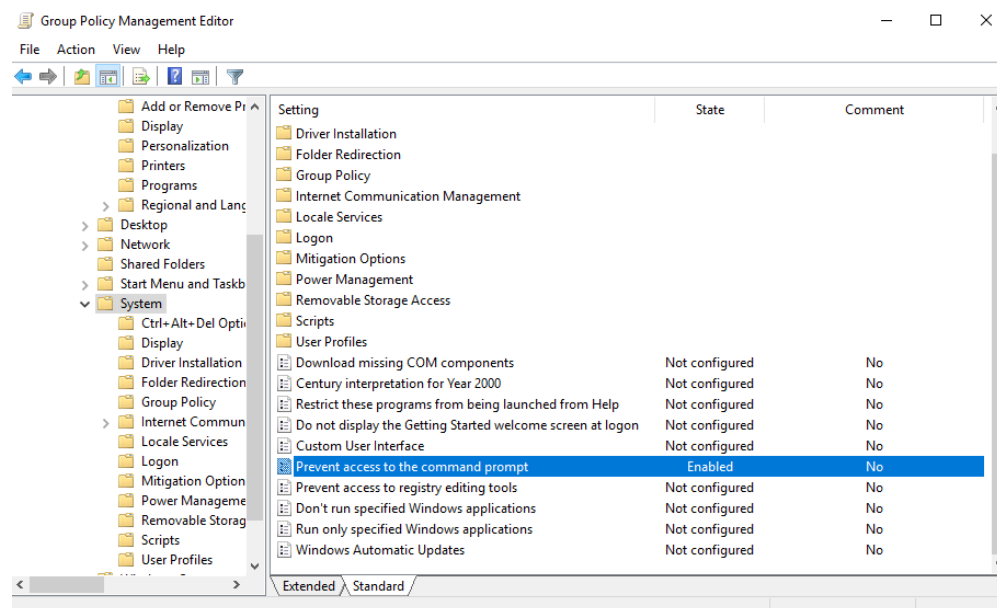 Group Policy Management Editor
File Action View Help
Add or Remove Pr
Display
Personalization
Printers
Programs
Regional and Lang
Desktop
Network
Shared Folders
Start Menu and Taskb
System
Ctrl+Alt+Del Optio
Display
Driver Installation
Folder Redirection
Group Policy
Internet Commun
Locale Services
Logon
Mitigation Option
Power Manageme
Removable Storag
Scripts
User Profiles
Setting State Comment
Driver Installation
Folder Redirection
Group Policy
Internet Communication Management
Locale Services
Logon
Mitigation Options
Power Management
Removable Storage Access
Scripts
User Profiles
Download missing COM components Not configured No
Century interpretation for Year 2000 Not configured No
Restrict these programs from being launched from Help Not configured No
Do not display the Getting Started welcome screen at logon Not configured No
Custom User Interface Not configured No
Prevent access to the command prompt Enabled No
Prevent access to registry editing tools Not configured No
Don't run specified Windows applications Not configured No
Run only specified Windows applications Not configured No
Windows Automatic Updates Not configured No
Extended Standard